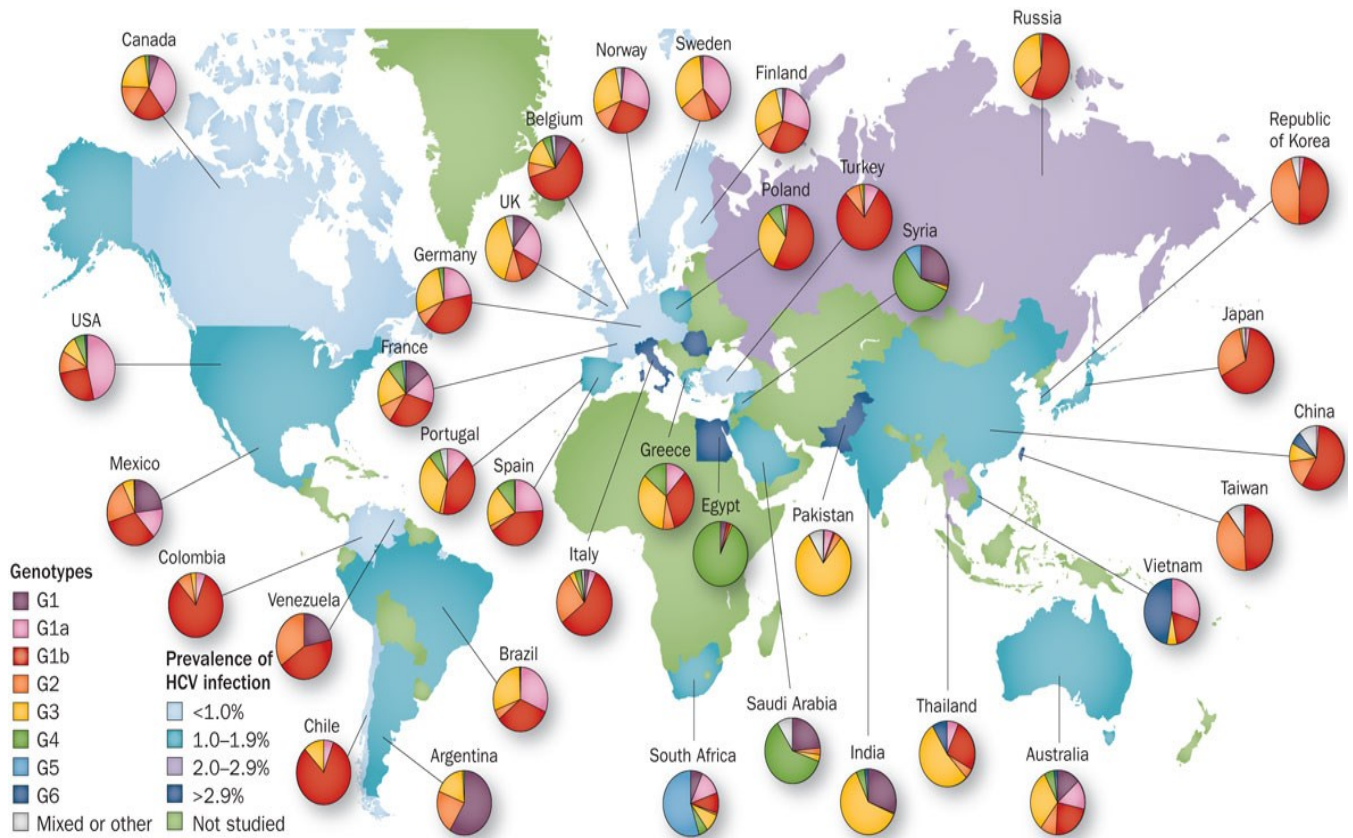 Canada
Norway
Sweden
Finland
Russia
Belgium
UK
Germany
Poland
Turkey
Syria
Republic
of Korea
USA
France
Japan
China
Mexico
Portugal
Spain
Greece
Egypt
Pakistan
Taiwan
Colombia
Venezuela
Italy
Vietnam
Brazil
Chile
Argentina
South Africa
Saudi Arabia
India
Thailand
Australia
Genotypes
G1
G1a
G1b
G2
G3
G4
G5
G6
Mixed or other
Prevalence of
HCV infection
<1.0%
1.0–1.9%
2.0–2.9%
>2.9%
Not studied